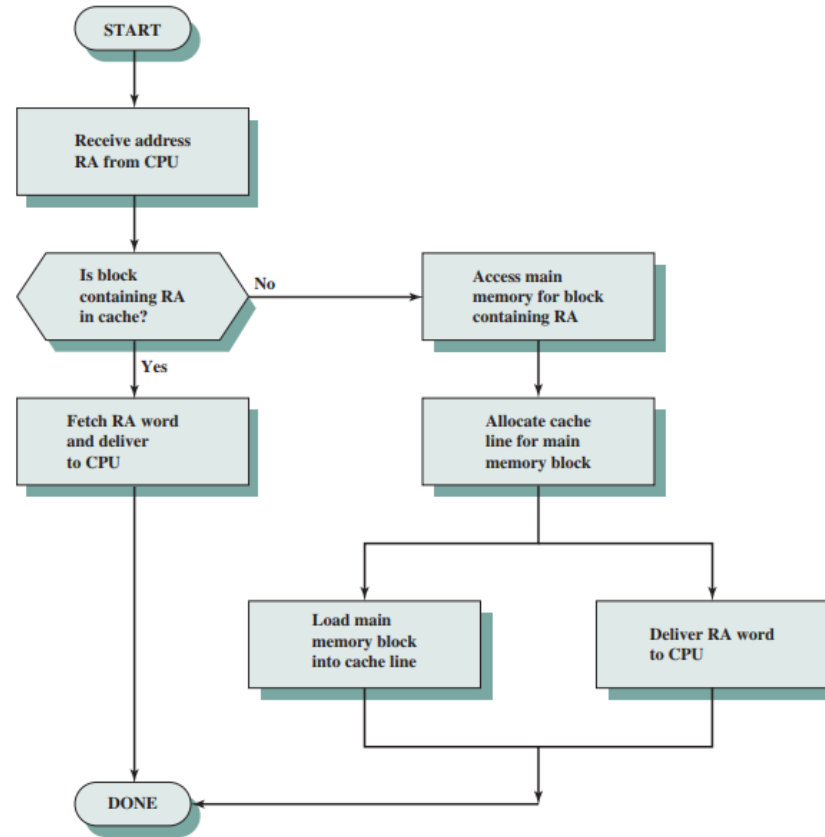 START
Receive address
RA from CPU
Is block
containing RA
in cache?
No
Access main
memory for block
containing RA
Yes
Fetch RA word
and deliver
to CPU
Allocate cache
line for main
memory block
Load main
memory block
into cache line
Deliver RA word
to CPU
DONE